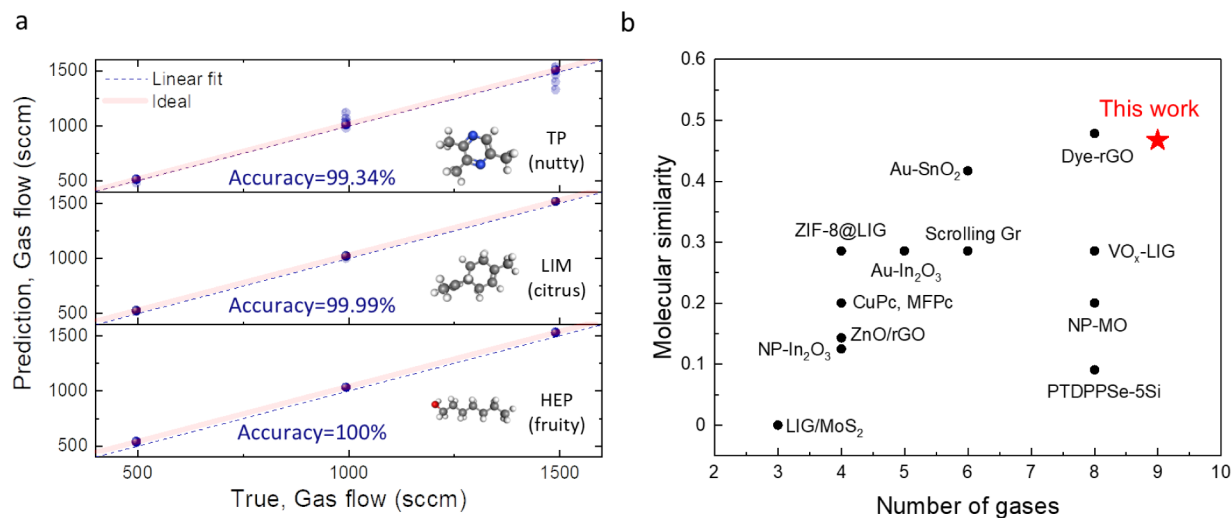 a
Prediction, Gas flow (sccm)
1500
1000
500
Linear fit
Ideal
TP
(nutty)
Accuracy=99.34%
1500
1000
500
LIM
(citrus)
Accuracy=99.99%
1500
1000
500
HEP
(fruity)
Accuracy=100%
500 1000 1500
True, Gas flow (sccm)
b
Molecular similarity
0.6
0.5
0.4
0.3
0.2
0.1
0
This work
Dye-rGO
Au-SnO₂
ZIF-8@LIG
Scrolling Gr
Au-In₂O₃
VOₓ-LIG
CuPc, MFPc
NP-MO
ZnO/rGO
NP-In₂O₃
PTDPPSe-5Si
LIG/MoS₂
2 3 4 5 6 7 8 9 10
Number of gases